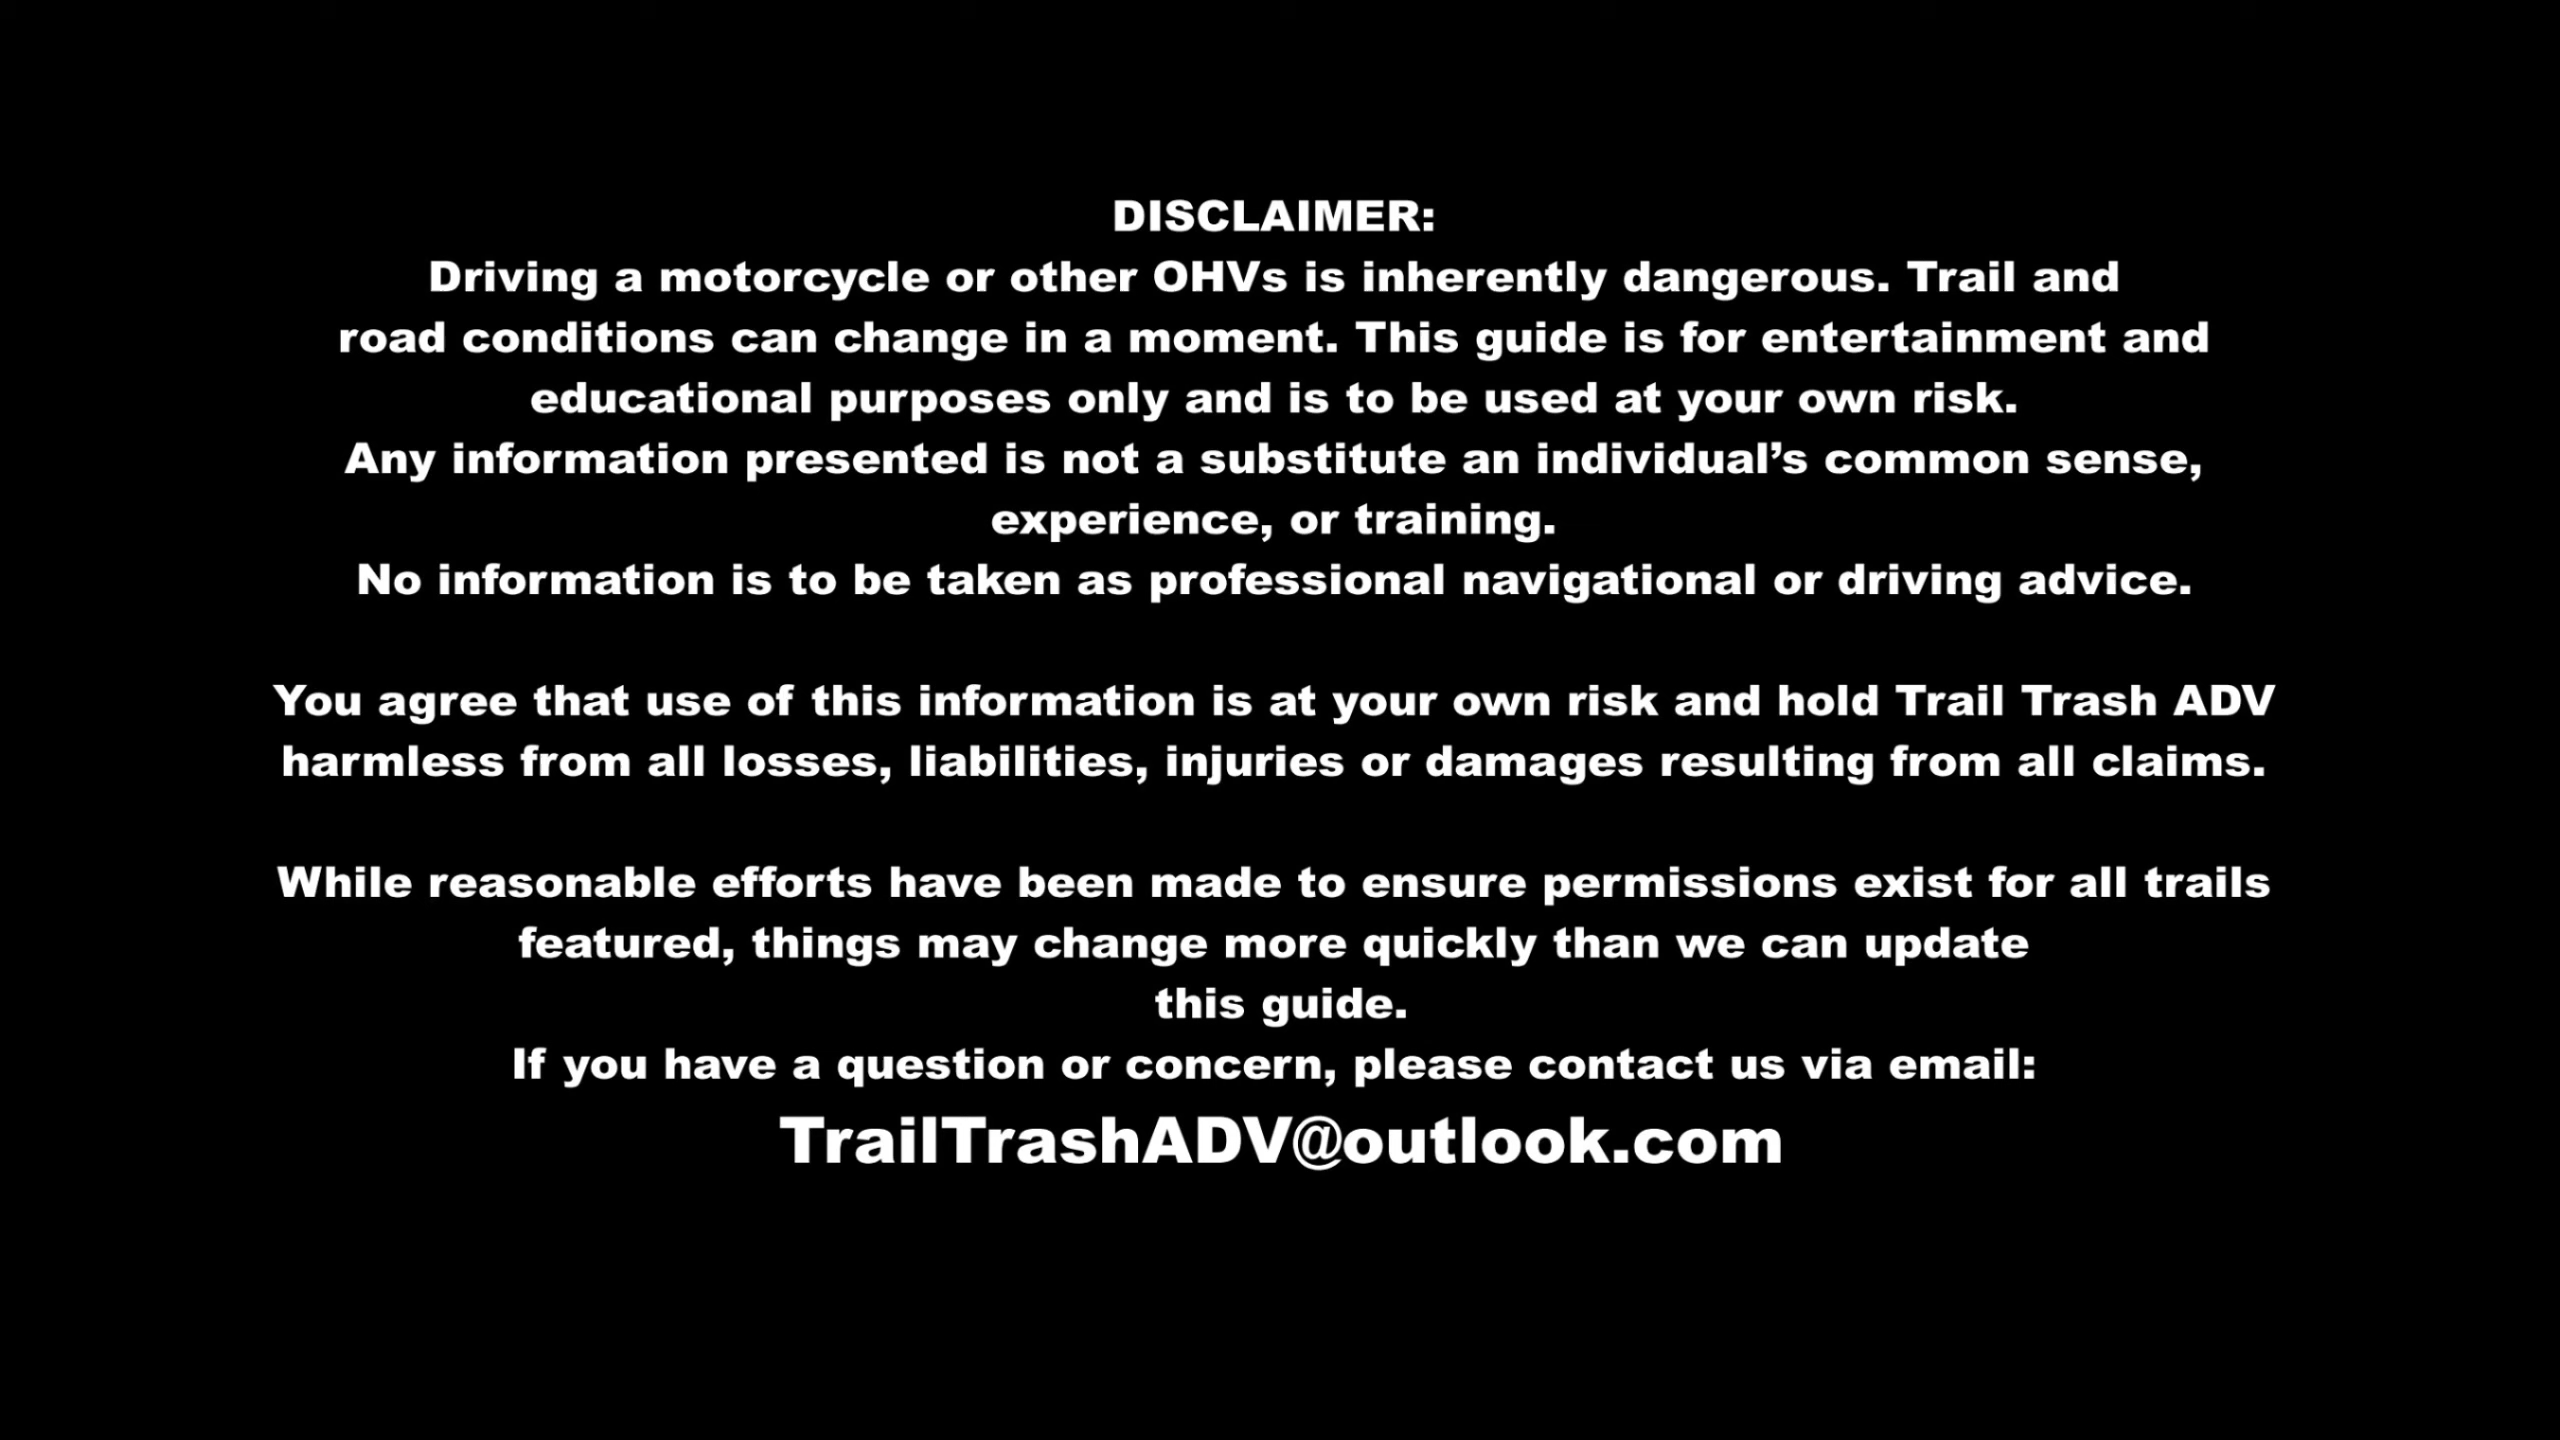 DISCLAIMER:
Driving a motorcycle or other OHVs is inherently dangerous. Trail and
road conditions can change in a moment. This guide is for entertainment and
educational purposes only and is to be used at your own risk.
Any information presented is not a substitute an individual’s common sense,
experience, or training.
No information is to be taken as professional navigational or driving advice.
You agree that use of this information is at your own risk and hold Trail Trash ADV
harmless from all losses, liabilities, injuries or damages resulting from all claims.
While reasonable efforts have been made to ensure permissions exist for all trails
featured, things may change more quickly than we can update
this guide.
If you have a question or concern, please contact us via email:
TrailTrashADV@outlook.com